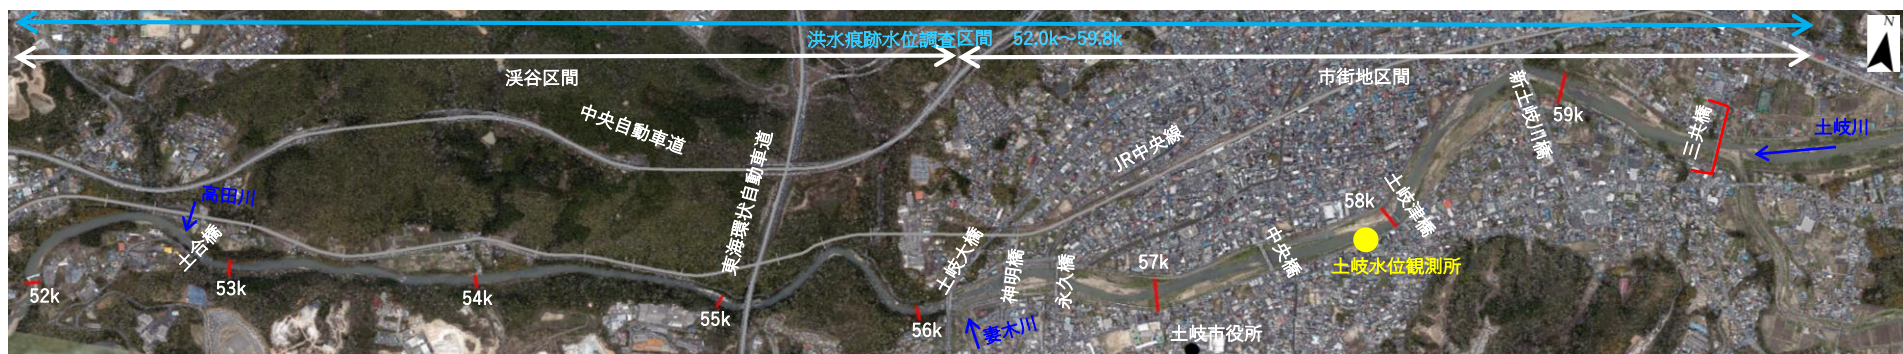 洪水痕跡水位調査区間 52.0k~59.8k
N
渓谷区間
市街地区間
中央自動車道
東海環状自動車道
JR中央線
新土岐川橋
59k
三共橋
土岐川
高田川
土合橋
土岐津橋
58k
土岐大橋
神明橋
永久橋
中央橋
57k
土岐水位観測所
52k
53k
54k
55k
56k
妻木川
土岐市役所